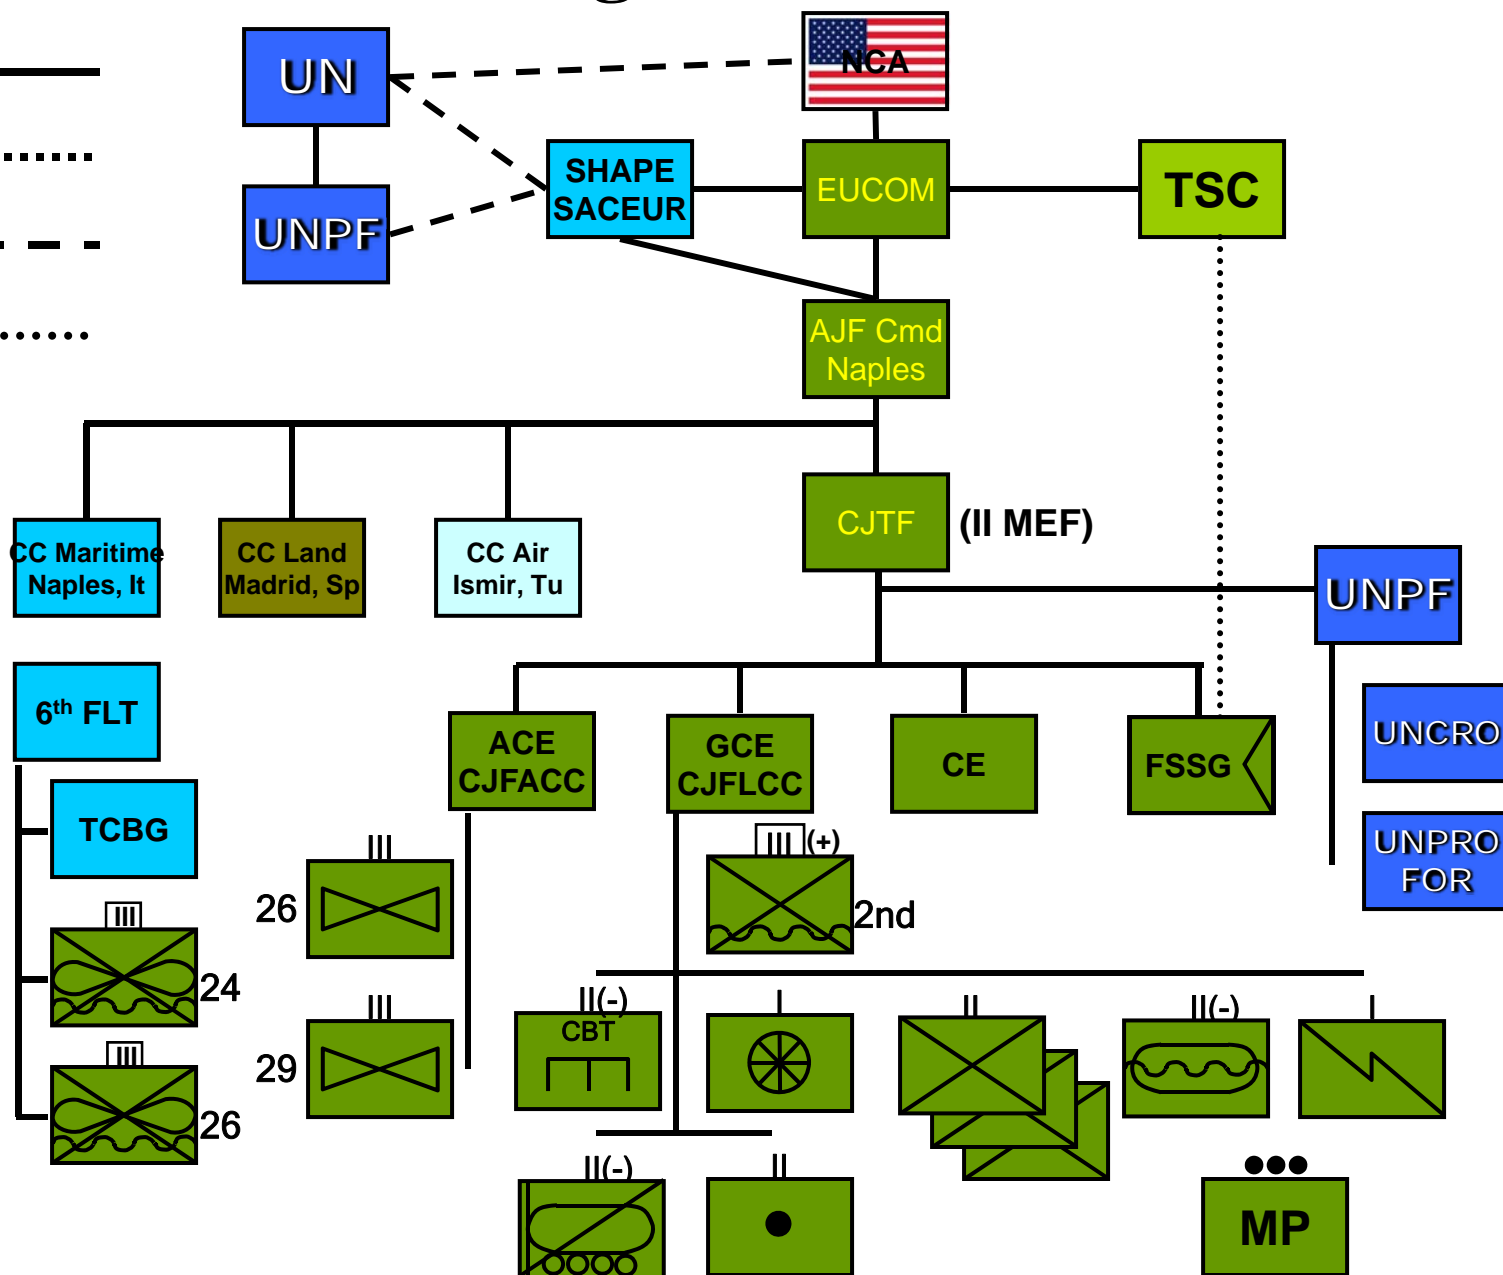 UN
NCA
UNPF
SHAPE
SACEUR
EUCOM
TSC
AJF Cmd
Naples
CJTF
(II MEF)
CC Maritime
Naples, It
CC Land
Madrid, Sp
CC Air
Ismir, Tu
UNPF
6th FLT
ACE
CJFACC
GCE
CJFLCC
CE
FSSG
UNCRO
TCBG
UNPRO
FOR
III
III (+)
26
2nd
III
24
III
II(-)
CBT
I
II
II(-)
I
29
III
26
II(-)
II
MP